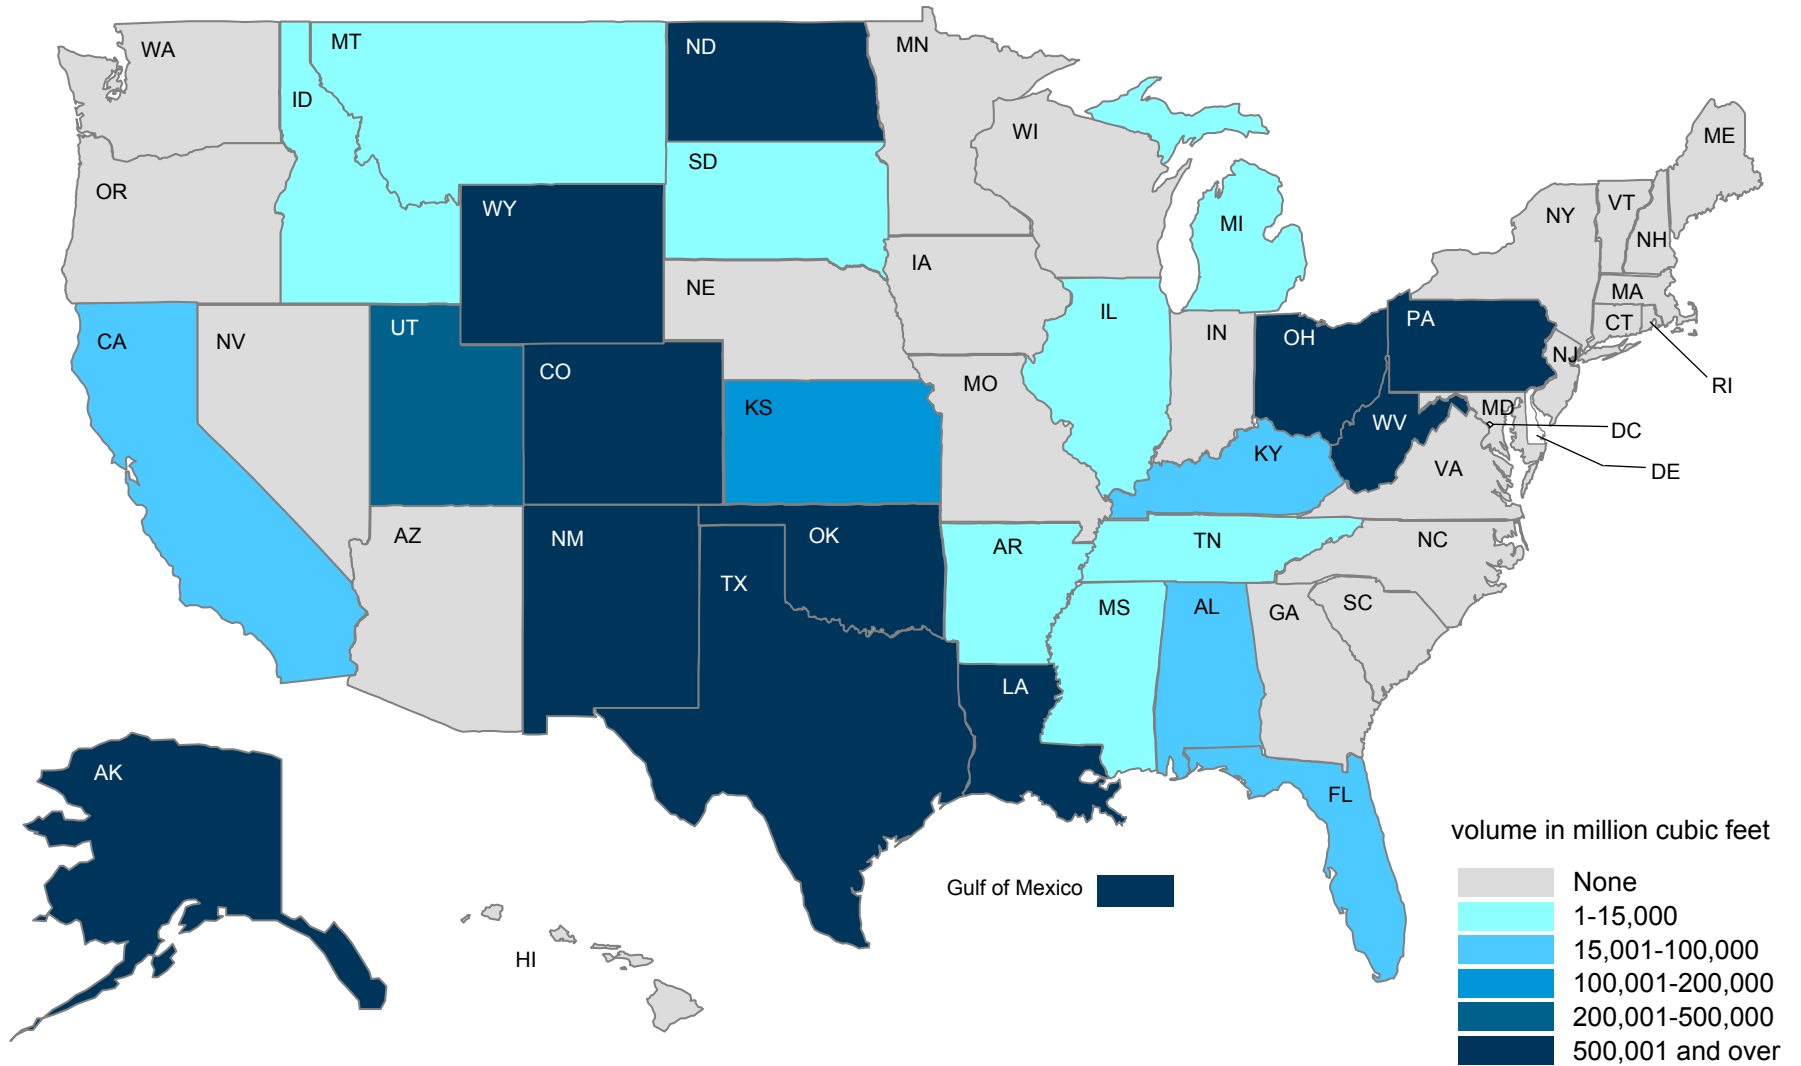 WA
MT
ND
MN
ID
WI
ME
SD
OR
WY
NY
VT
MI
NH
IA
NE
MA
IL
UT
PA
CT
CA
NV
IN
OH
NJ
CO
MO
RI
KS
MD
WV
DC
KY
VA
DE
AZ
NM
OK
AR
TN
NC
TX
MS
AL
GA
SC
LA
AK
FL
volume in million cubic feet
Gulf of Mexico
None
1-15,000
15,001-100,000
HI
100,001-200,000
200,001-500,000
500,001 and over